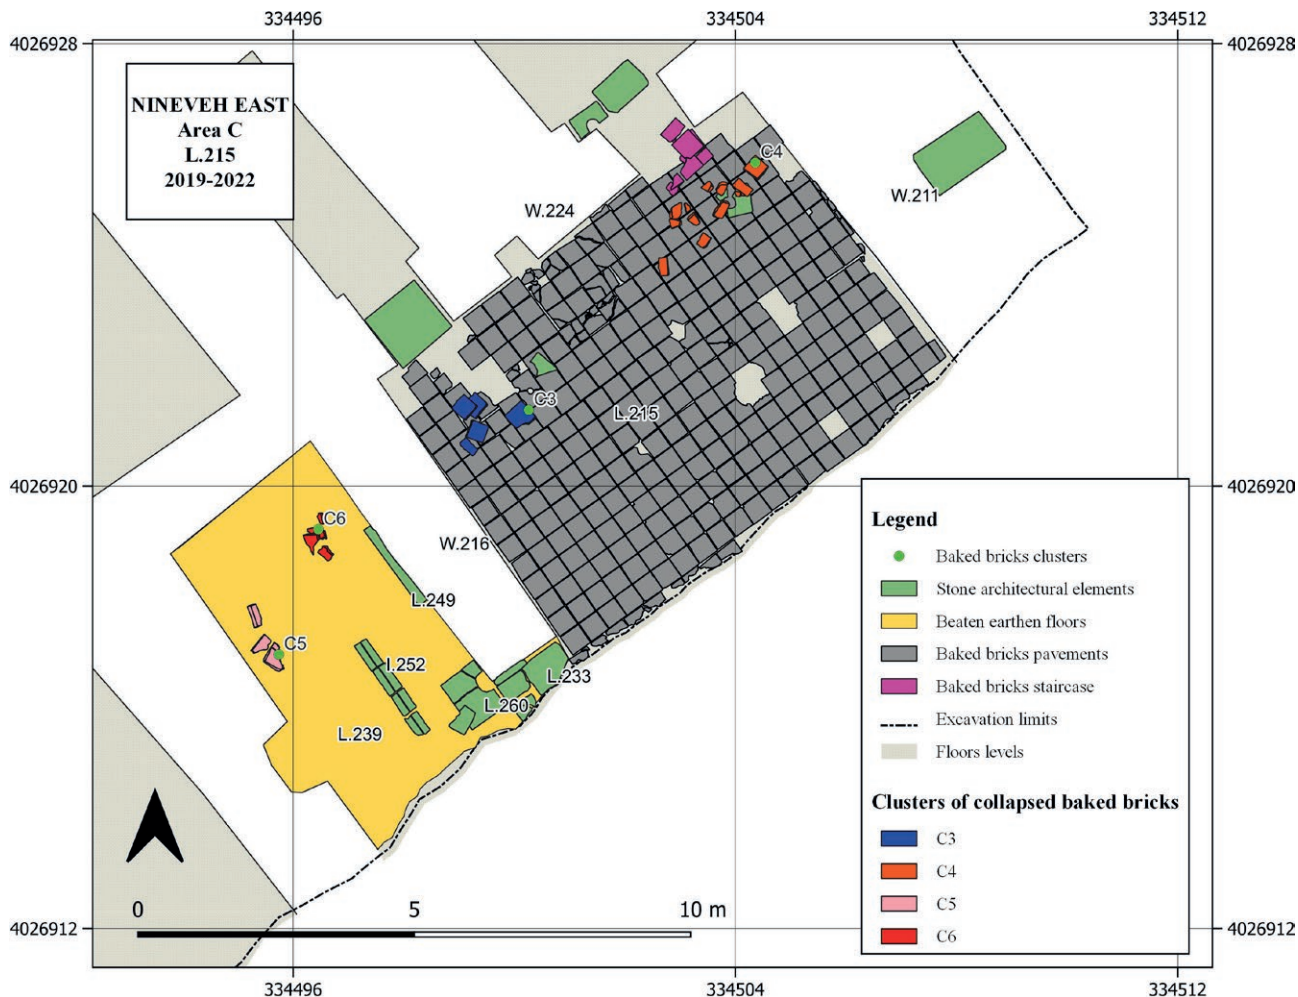 334496 334504 334512
4026928 4026928
NINEVEH EAST
Area C
L.215
2019-2022
C4
W.211
W.224
C3
L.215
4026920 4026920
C6
W.216
L.249
C5
I.252
L.233
L.260
L.239
Legend
Baked bricks clusters
Stone architectural elements
Beaten earthen floors
Baked bricks pavements
Baked bricks staircase
Excavation limits
Floors levels
Clusters of collapsed baked bricks
C3
C4
C5
C6
0 5 10 m
4026912 4026912
334496 334504 334512